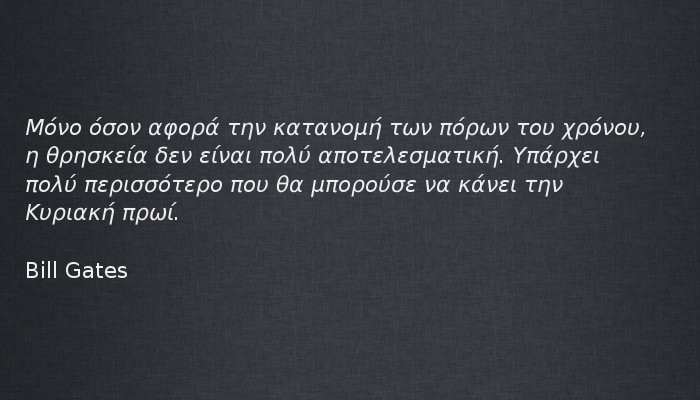 Μόνο όσον αφορά την κατανομή των πόρων του χρόνου,
η θρησκεία δεν είναι πολύ αποτελεσματική. Υπάρχει
πολύ περισσότερο που θα μπορούσε να κάνει την
Κυριακή πρωί.
Bill Gates